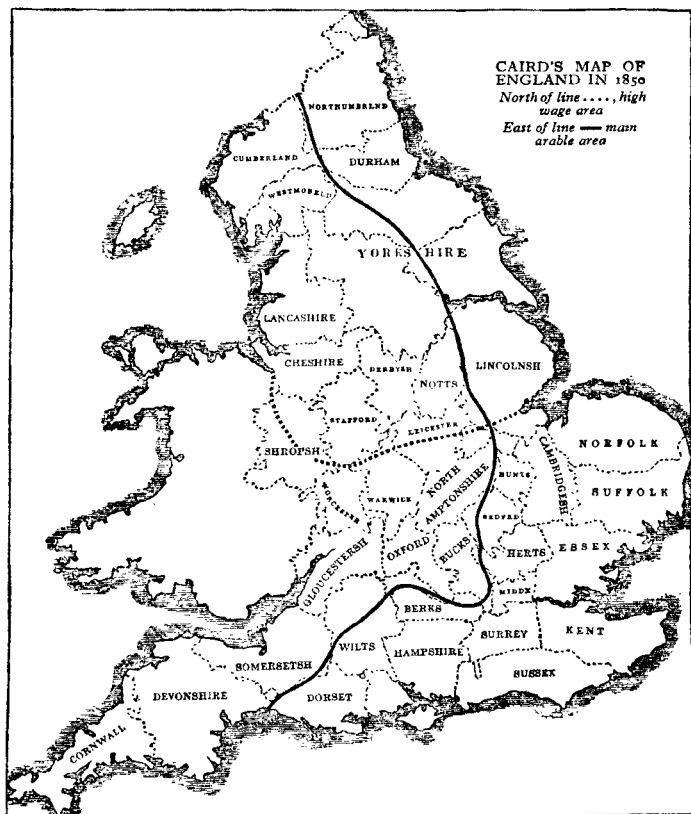 CAIRD'S MAP OF
ENGLAND IN 1850
North of line ...., high
wage area
East of line — main
arable area
NORTHUMBRLND
CUMBERLAND
DURHAM
WESTMORELD
YORKSHIRE
LANCASHIRE
CHESHIRE
DERBYSH
NOTTS
LINCOLNSH
STAFFORD
LEICESTER
SHROPSH
NORFOLK
CAMBRIDGESH
SUFFOLK
WORCESTER
WARWICK
NORTH
AMPTONSHIRE
HUNTS
BEDFRD
GLOUCESTERSH
OXFORD
BUCKS
HERTS
ESSEX
MIDDX
BERKS
SURREY
KENT
WILTS
HAMPSHIRE
SOMERSETSH
SUSSEX
DEVONSHIRE
DORSET
CORNWALL